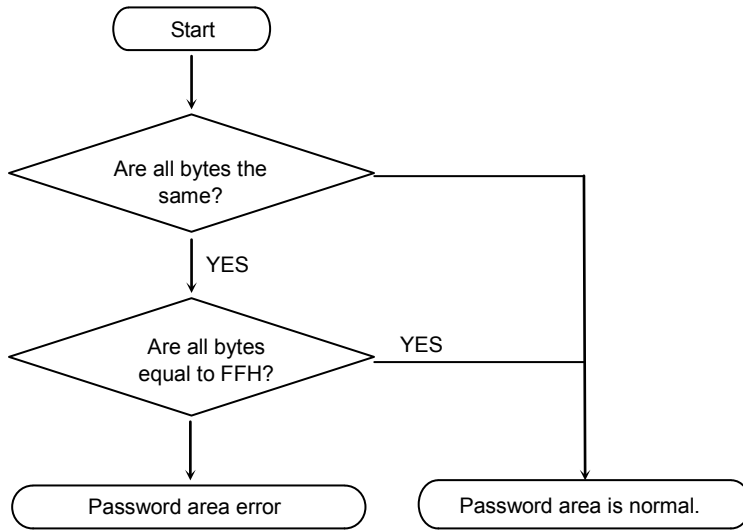 Start
Are all bytes the
same?
YES
Are all bytes
equal to FFH?
YES
Password area error
Password area is normal.